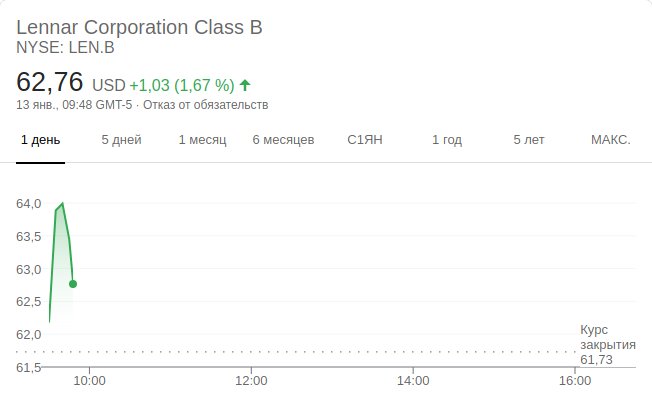 Lennar Corporation Class B
NYSE: LEN.B
62,76 USD +1,03 (1,67 %)
13 янв., 09:48 GMT-5 · Отказ от обязательств
1 день 5 дней 1 месяц 6 месяцев С1ЯН 1 год 5 лет МАКС.
64,0
63,5
63,0
62,5
62,0
61,5
Курс
закрытия
61,73
10:00 12:00 14:00 16:00